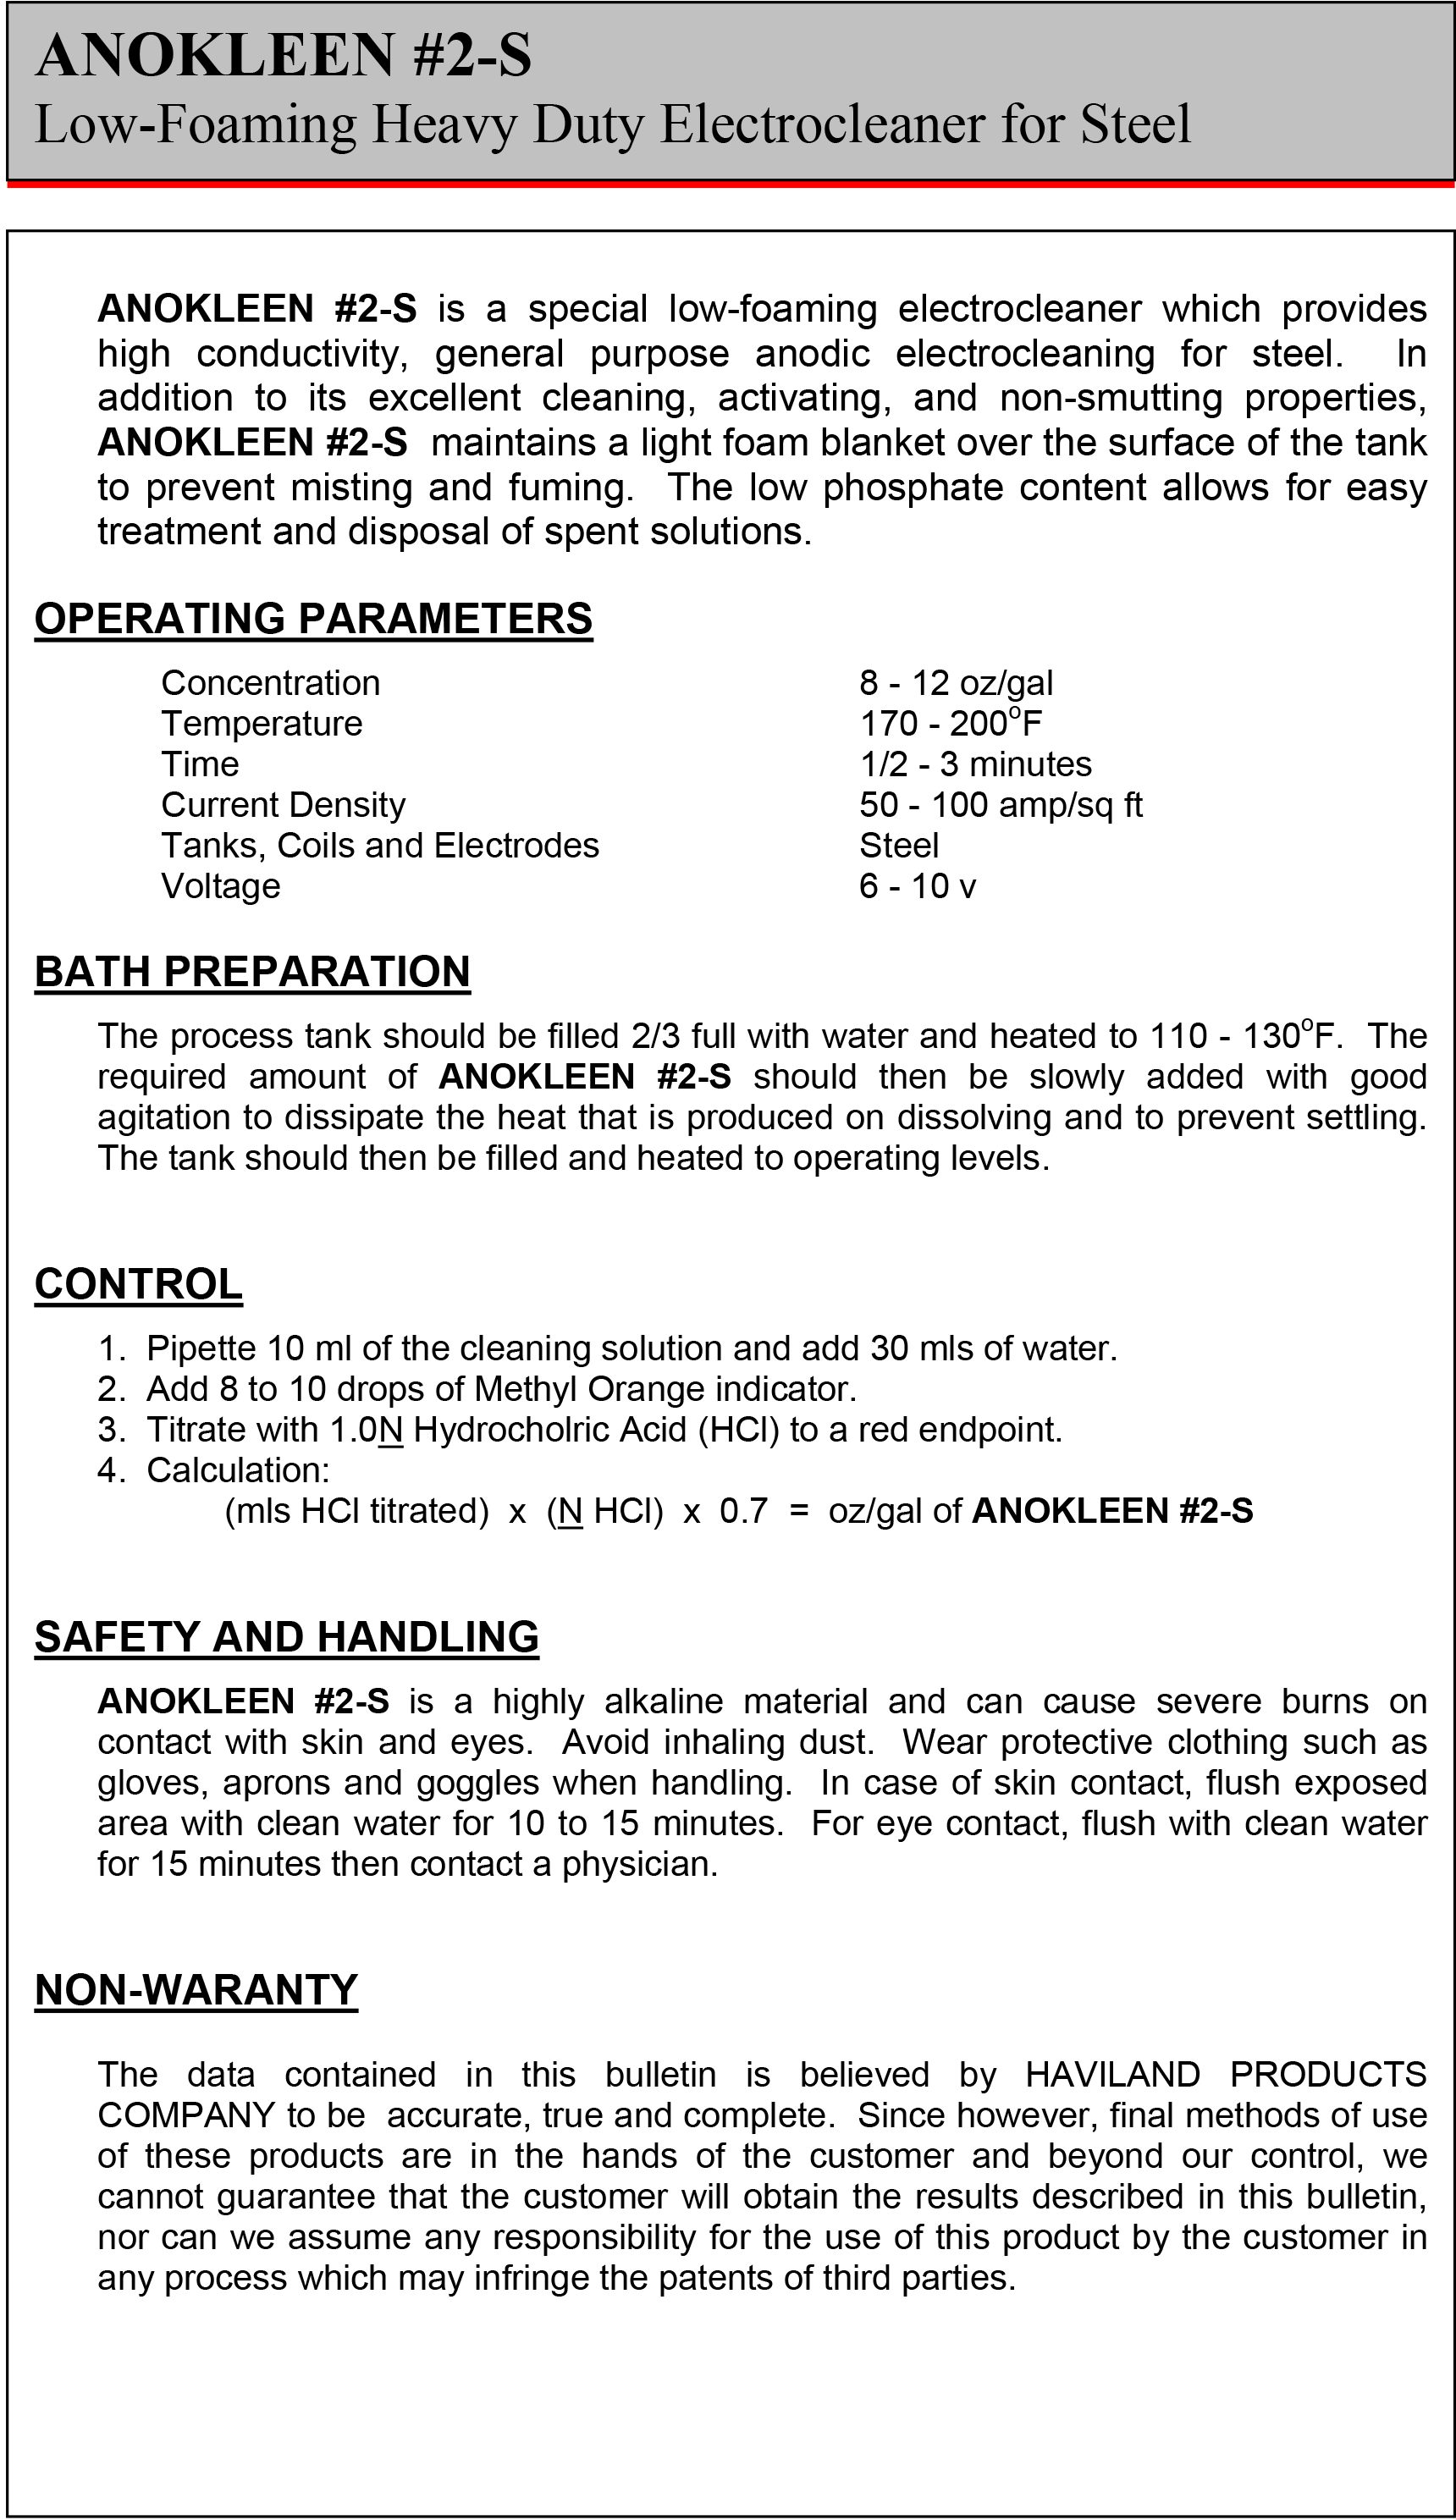 ANOKLEEN #2-S
Low-Foaming Heavy Duty Electrocleaner for Steel
ANOKLEEN #2-S is a special low-foaming electrocleaner which provides
high conductivity, general purpose anodic electrocleaning for steel. In
addition to its excellent cleaning, activating, and non-smutting properties,
ANOKLEEN #2-S maintains a light foam blanket over the surface of the tank
to prevent misting and fuming. The low phosphate content allows for easy
treatment and disposal of spent solutions.
OPERATING PARAMETERS
Concentration 8 - 12 oz/gal
Temperature 170 - 200°F
Time 1/2 - 3 minutes
Current Density 50 - 100 amp/sq ft
Tanks, Coils and Electrodes Steel
Voltage 6 - 10 v
BATH PREPARATION
The process tank should be filled 2/3 full with water and heated to 110 - 130°F. The
required amount of ANOKLEEN #2-S should then be slowly added with good
agitation to dissipate the heat that is produced on dissolving and to prevent settling.
The tank should then be filled and heated to operating levels.
CONTROL
1. Pipette 10 ml of the cleaning solution and add 30 mls of water.
2. Add 8 to 10 drops of Methyl Orange indicator.
3. Titrate with 1.0N Hydrocholric Acid (HCl) to a red endpoint.
4. Calculation:
(mls HCl titrated) x (N HCl) x 0.7 = oz/gal of ANOKLEEN #2-S
SAFETY AND HANDLING
ANOKLEEN #2-S is a highly alkaline material and can cause severe burns on
contact with skin and eyes. Avoid inhaling dust. Wear protective clothing such as
gloves, aprons and goggles when handling. In case of skin contact, flush exposed
area with clean water for 10 to 15 minutes. For eye contact, flush with clean water
for 15 minutes then contact a physician.
NON-WARANTY
The data contained in this bulletin is believed by HAVILAND PRODUCTS
COMPANY to be accurate, true and complete. Since however, final methods of use
of these products are in the hands of the customer and beyond our control, we
cannot guarantee that the customer will obtain the results described in this bulletin,
nor can we assume any responsibility for the use of this product by the customer in
any process which may infringe the patents of third parties.